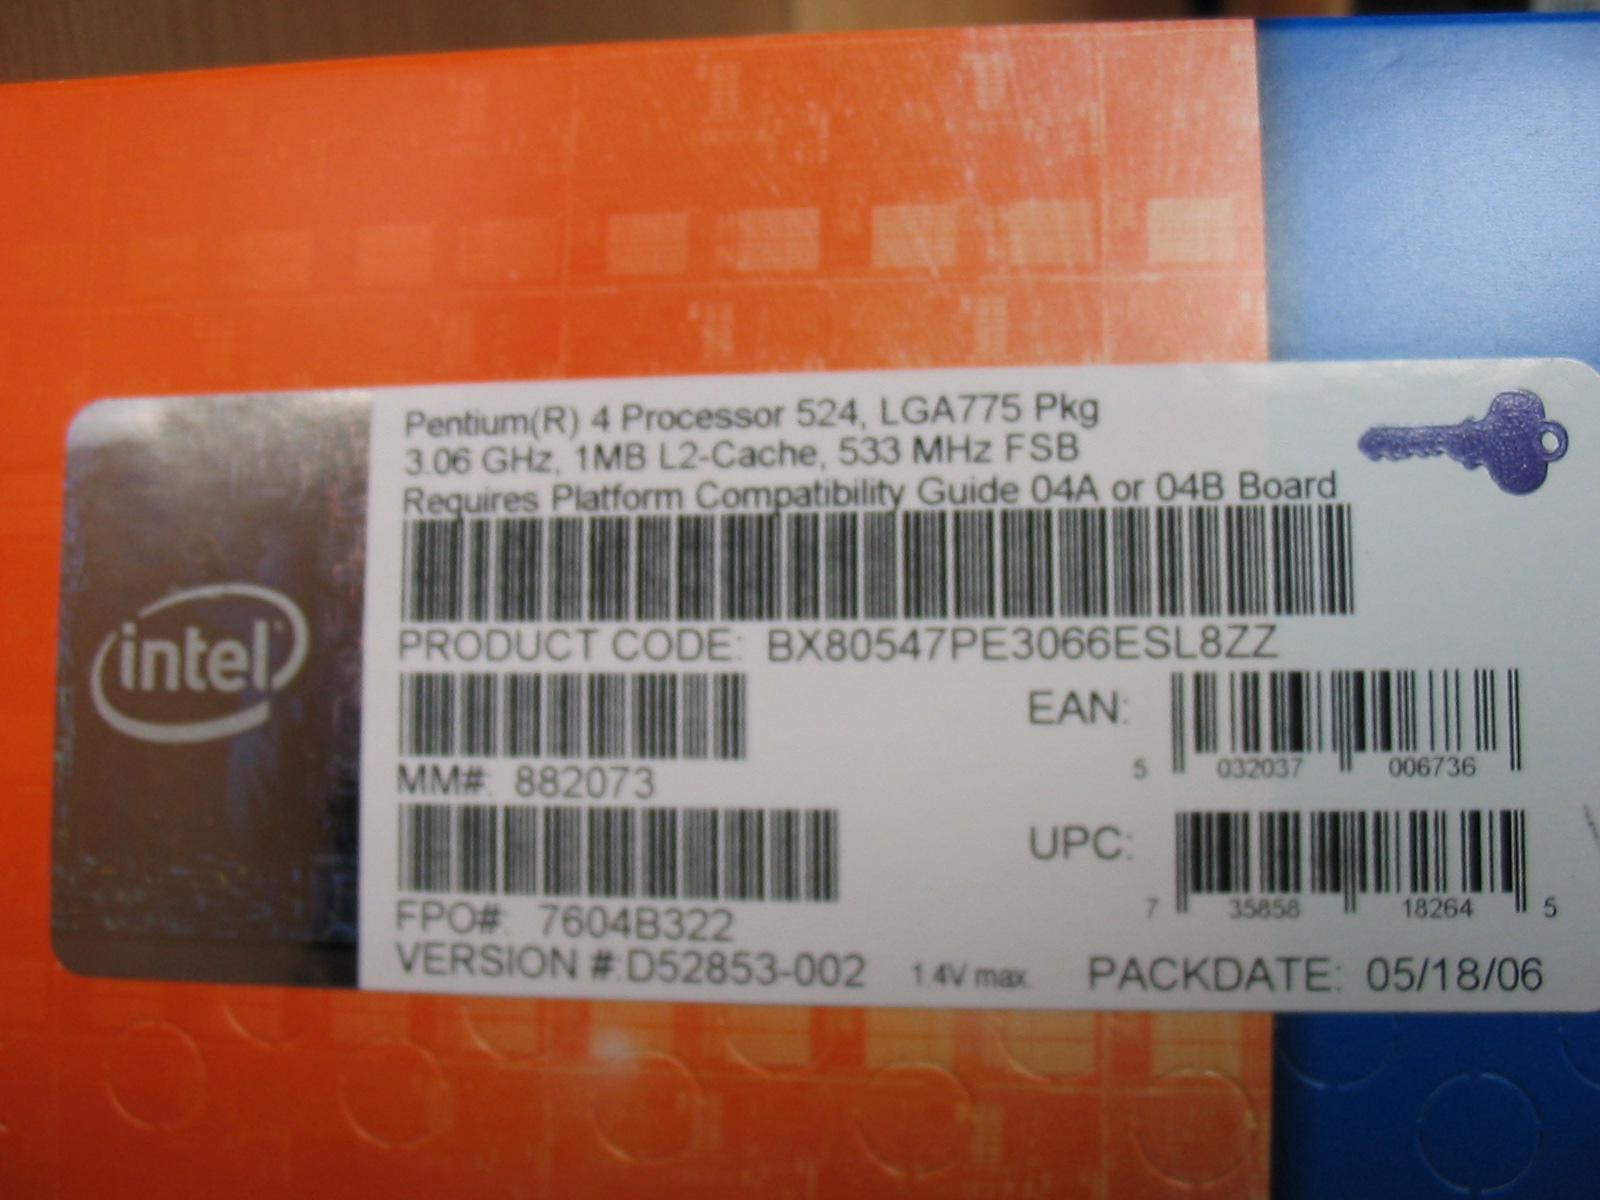 Pentium(R) 4 Processor 524, LGA775 Pkg
3.06 GHz, 1MB L2-Cache, 533 MHz FSB
Requires Platform Compatibility Guide 04A or 04B Board
intel
PRODUCT CODE: BX80547PE3066ESL8ZZ
EAN:
5 032037 006736
MM#: 882073
UPC:
7 35858 18264 5
FPO#: 7604B322
VERSION #:D52853-002 1.4V max. PACKDATE: 05/18/06